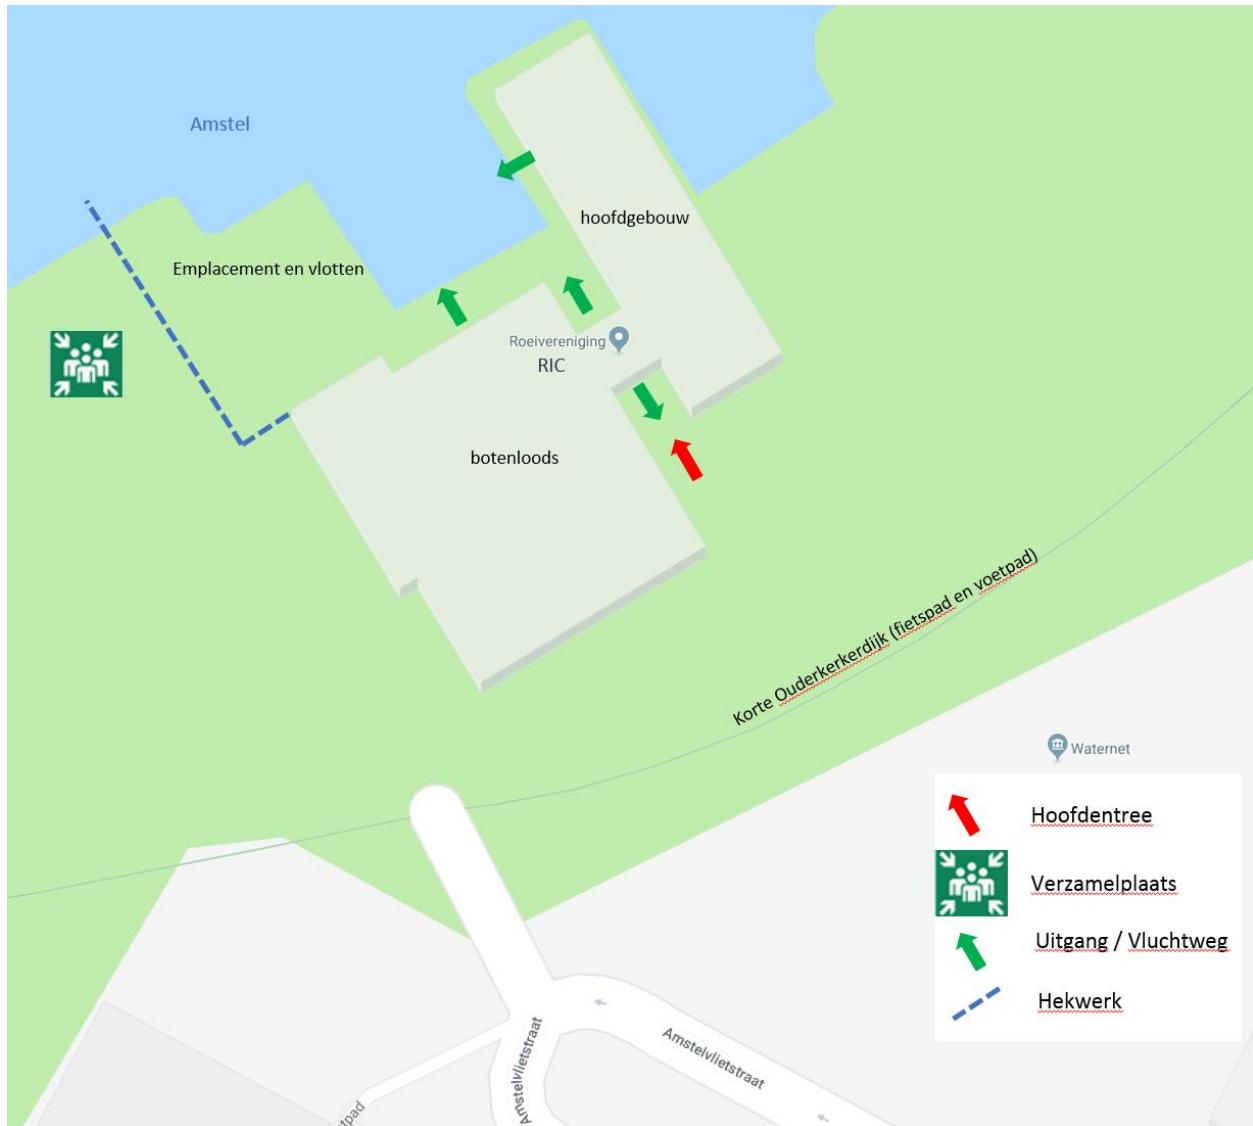 Amstel
hoofdgebouw
Emplacement en vlotten
Roeivereniging
RIC
botenloods
Korte Ouderkerkerdijk (fietspad en voetpad)
Waternet
Hoofdentree
Verzamelplaats
Uitgang / Vluchtweg
Hekwerk
Amstelvlietstraat
Amstelvlietstraat
tpad